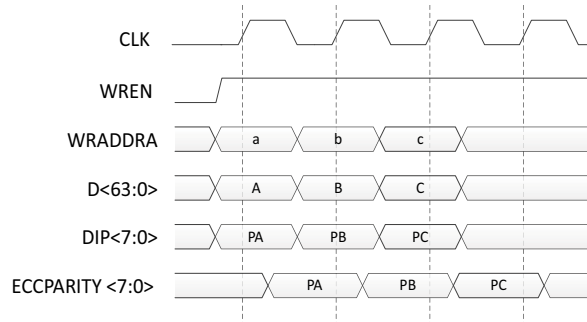 CLK
WREN
WRADDRA a b c
D<63:0> A B C
DIP<7:0> PA PB PC
ECCPARITY <7:0> PA PB PC